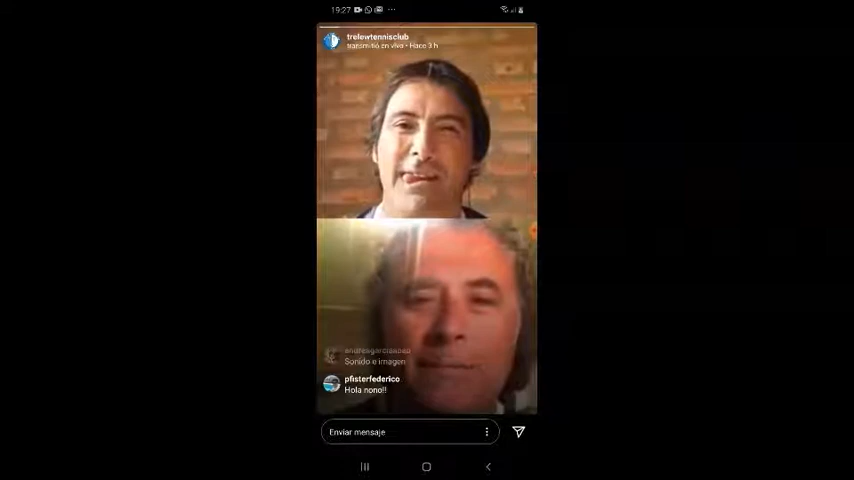 19:27
trelewtennisclub
transmitió en vivo • Hace 3 h
Sonido e imagen
pfisterfederico
Hola nono!!
Enviar mensaje